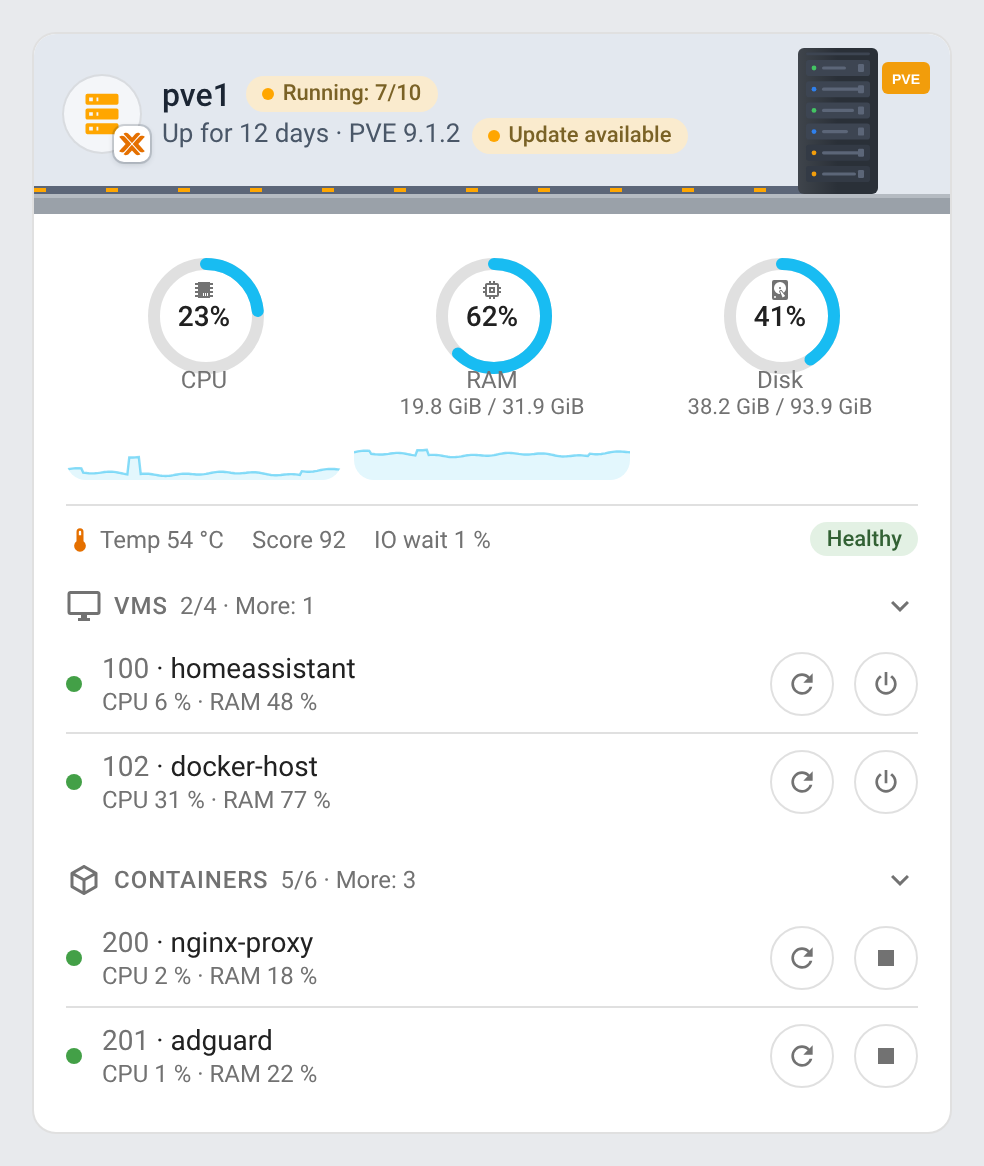 pve1 Running: 7/10
PVE
Up for 12 days · PVE 9.1.2 Update available
23% 62% 41%
CPU RAM Disk
19.8 GiB / 31.9 GiB 38.2 GiB / 93.9 GiB
Temp 54 °C Score 92 IO wait 1 % Healthy
VMS 2/4 · More: 1
100 · homeassistant
CPU 6 % · RAM 48 %
102 · docker-host
CPU 31 % · RAM 77 %
CONTAINERS 5/6 · More: 3
200 · nginx-proxy
CPU 2 % · RAM 18 %
201 · adguard
CPU 1 % · RAM 22 %